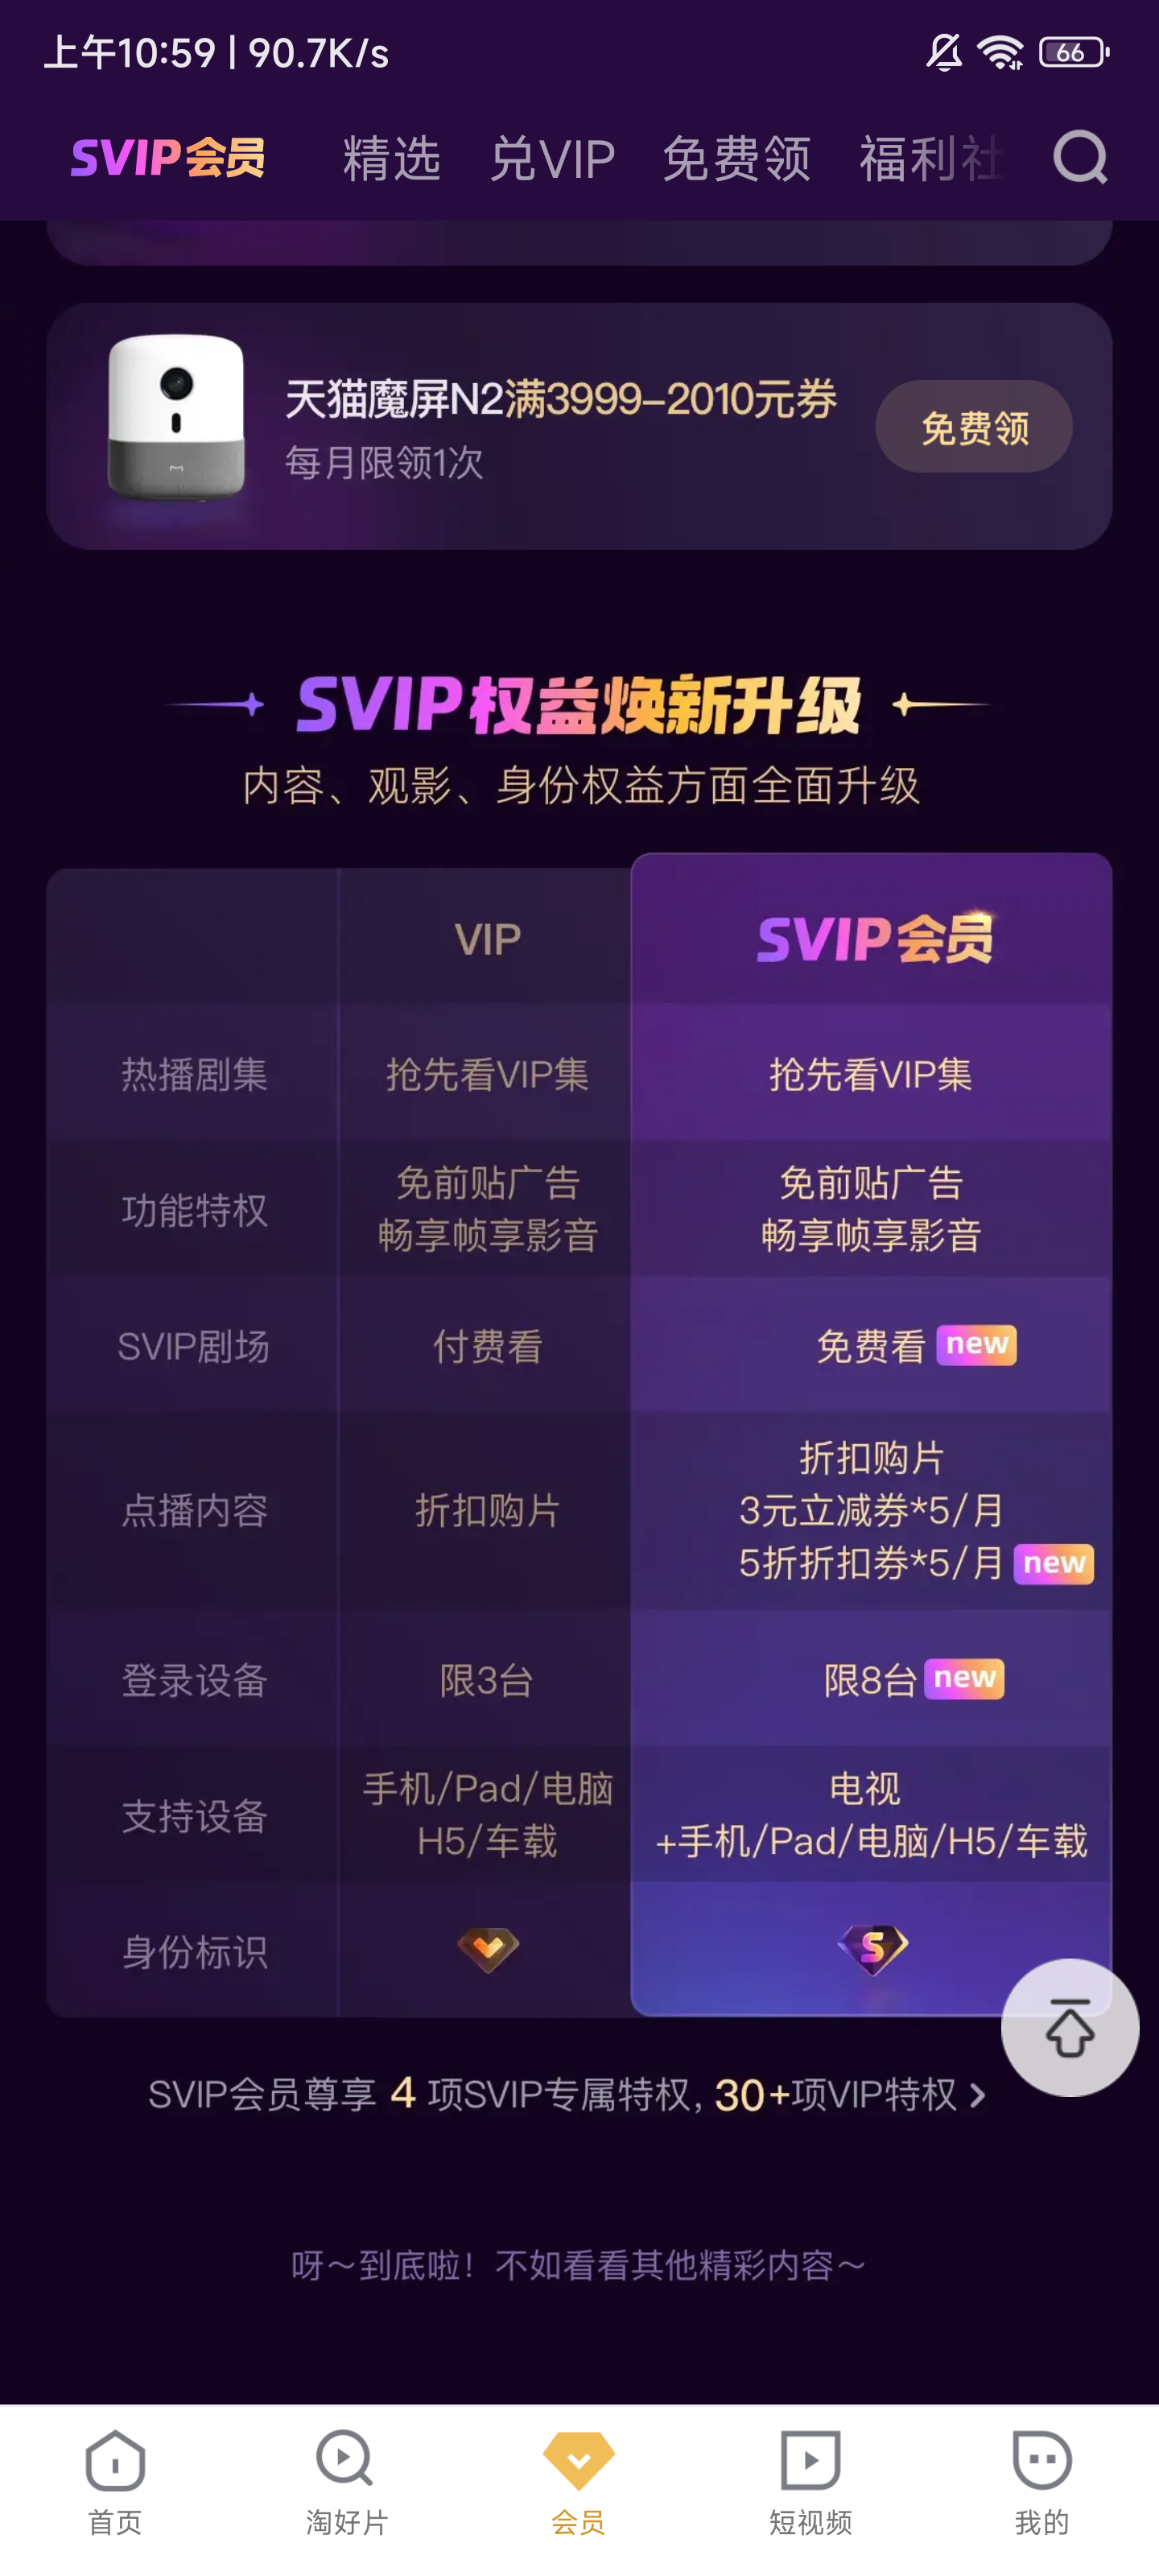 上午10:59 | 90.7K/s
66
SVIP会员 精选 兑VIP 免费领 福利社
天猫魔屏N2满3999-2010元券
每月限领1次
免费领
SVIP权益焕新升级
内容、观影、身份权益方面全面升级
VIP SVIP会员
热播剧集 抢先看VIP集 抢先看VIP集
功能特权 免前贴广告 畅享帧享影音 免前贴广告 畅享帧享影音
SVIP剧场 付费看 免费看 new
点播内容 折扣购片 折扣购片
3元立减券*5/月
5折折扣券*5/月 new
登录设备 限3台 限8台 new
支持设备 手机/Pad/电脑 H5/车载 电视 +手机/Pad/电脑/H5/车载
身份标识 S
SVIP会员尊享 4 项SVIP专属特权, 30+项VIP特权 >
呀～到底啦！不如看看其他精彩内容～
首页 淘好片 会员 短视频 我的